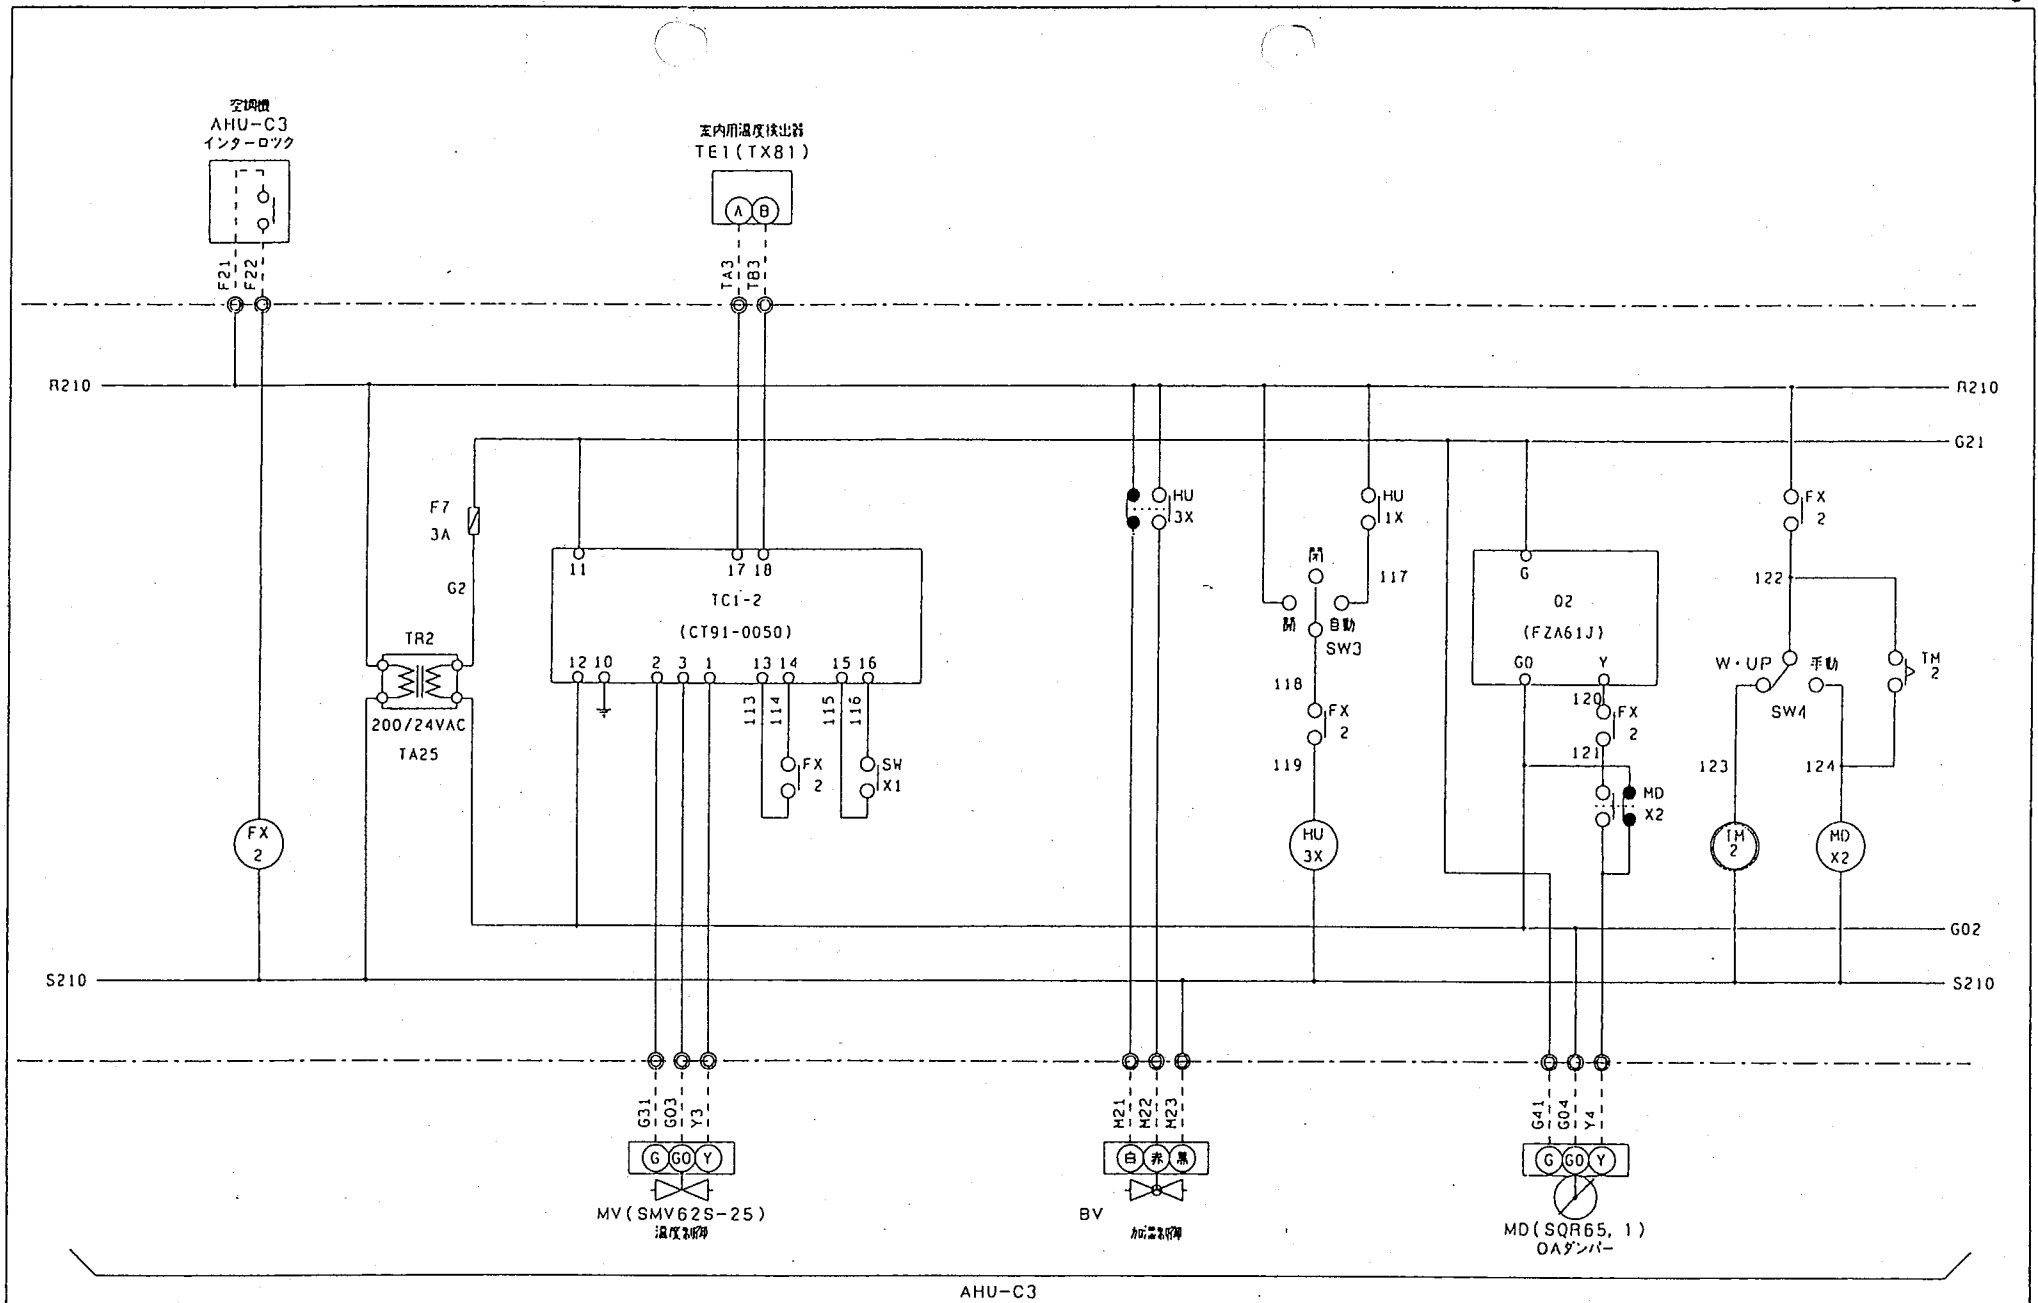 空調機
AHU-C3
インターロツク
室内用温度検出器
TE1(TX81)
A B
F21
F22
TA3
TB3
R210
R210
G21
F7
3A
G2
HU
3X
HU
1X
FX
2
11
17 18
TC1-2
(CT91-0050)
12 10 2 3 1 13 14 15 16
閉
開
自動
SW3
117
G
02
(FZA61J)
G0 Y
122
TR2
200/24VAC
TA25
W・UP
手動
SW4
TM
2
113
114
115
116
118
120
FX
2
FX
2
121
FX
2
SW
X1
119
123
124
MD
X2
FX
2
HU
3X
TM
2
MD
X2
G02
S210
S210
G31
G03
Y3
M21
M22
M23
G41
G04
Y4
G G0 Y
白 赤 黒
G G0 Y
MV(SMV62S-25)
温度制御
BV
加湿制御
MD(SQR65, 1)
OAダンパー
AHU-C3